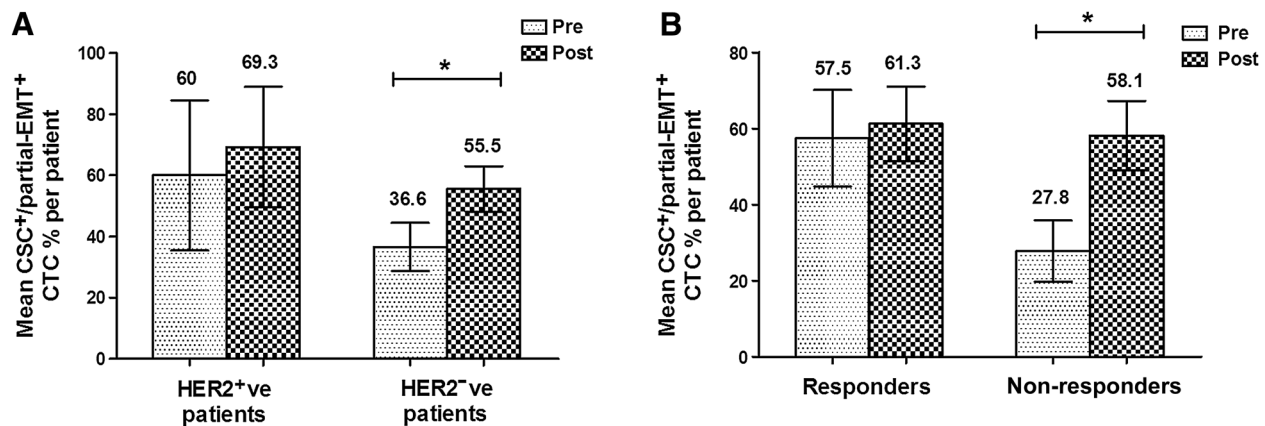 A
Pre
Post
Mean CSC⁺/partial-EMT⁺
CTC % per patient
100
80
60
40
20
0
60
69.3
36.6
55.5
*
HER2⁺ve
patients
HER2⁻ve
patients
B
Pre
Post
Mean CSC⁺/partial-EMT⁺
CTC % per patient
80
60
40
20
0
57.5
61.3
27.8
58.1
*
Responders
Non-responders